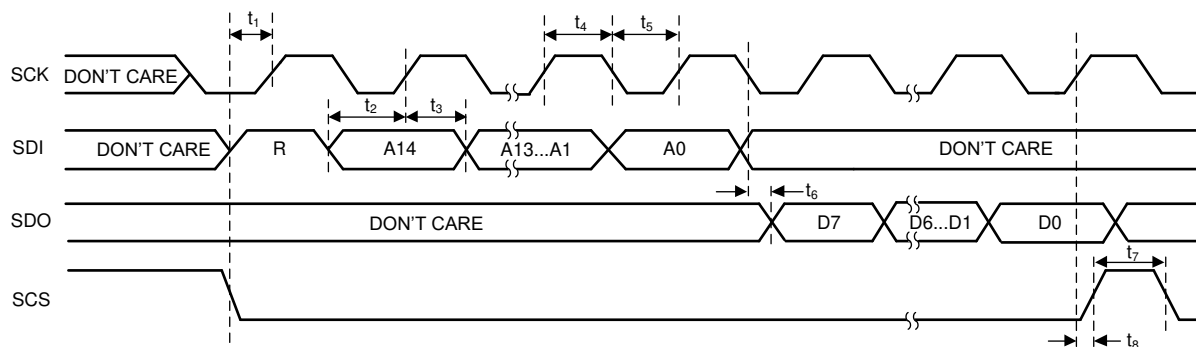 t1 t4 t5
SCK DON'T CARE
t2 t3
SDI DON'T CARE R A14 A13...A1 A0 DON'T CARE
t6
SDO DON'T CARE D7 D6...D1 D0
t7
SCS
t8